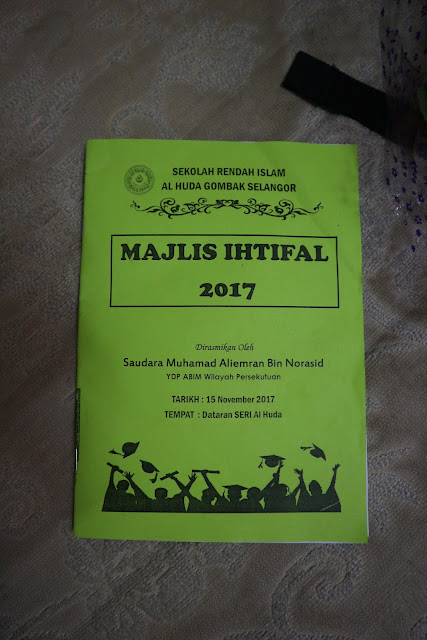 SEKOLAH RENDAH ISLAM
AL HUDA GOMBAK SELANGOR
MAJLIS IHTIFAL
2017
Dirasmikan Oleh
Saudara Muhamad Aliemran Bin Norasid
YDP ABIM Wilayah Persekutuan
TARIKH : 15 November 2017
TEMPAT : Dataran SERI Al Huda